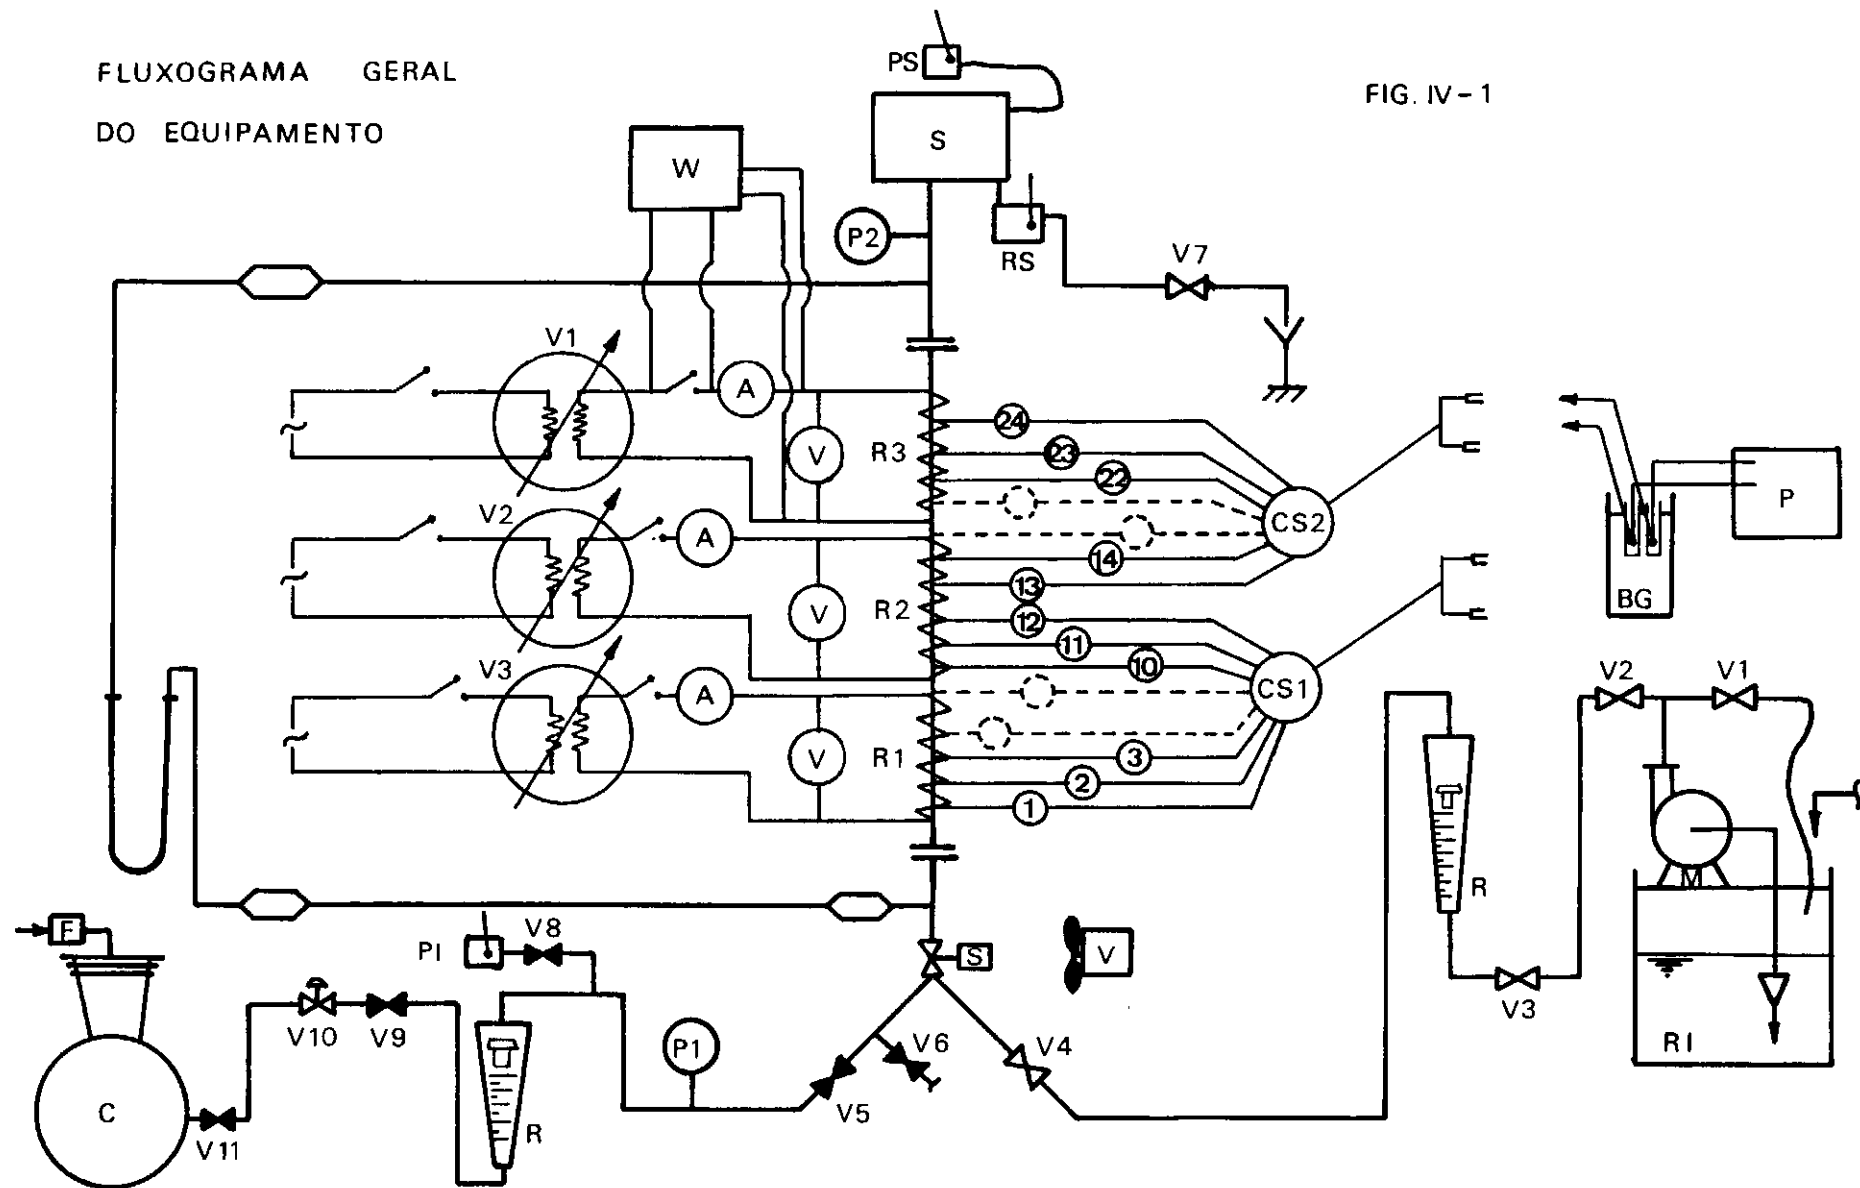 FLUXOGRAMA GERAL
DO EQUIPAMENTO
FIG. IV-1
PS
S
W
P2
RS
V7
V1
A
V
R3
24
23
22
CS2
P
V2
A
14
13
BG
V
R2
12
11
10
CS1
V3
A
V
R1
3
2
1
V2
V1
R
M
F
PI
V8
S
V
V10
V9
P1
V6
V4
V3
RI
C
V11
R
V5